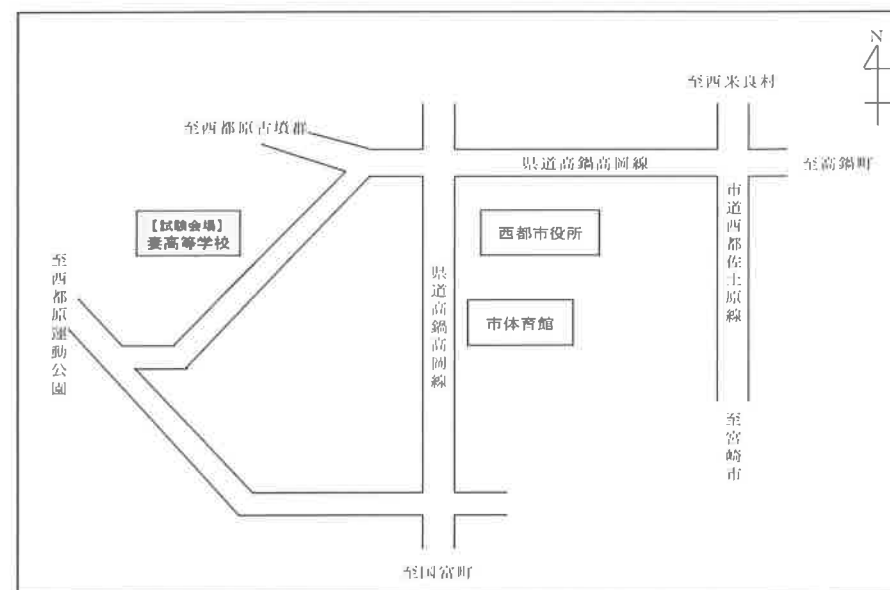 N
至西米良村
至西都原古墳群
県道高鍋高岡線
至高鍋町
【試験会場】
妻高等学校
西都市役所
市道西都佐土原線
至西都原運動公園
県道高鍋高岡線
市体育館
至宮崎市
至国富町